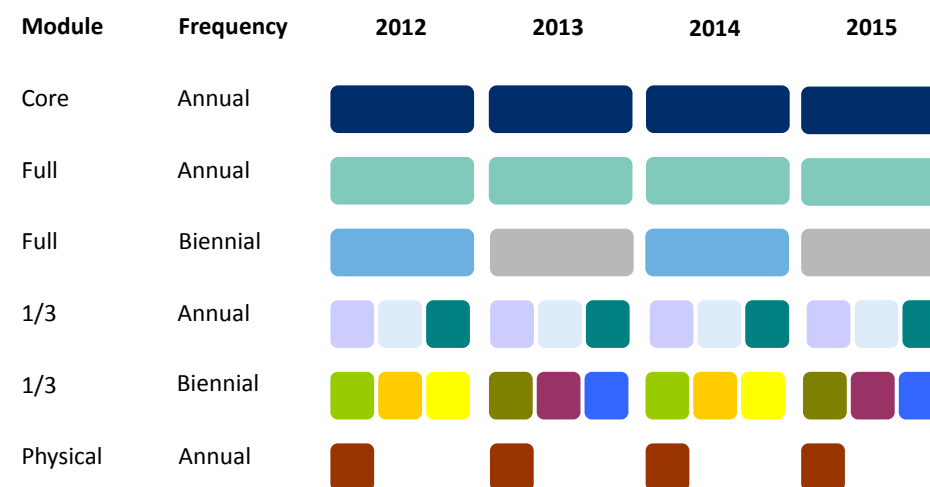 Module Frequency 2012 2013 2014 2015
Core Annual
Full Annual
Full Biennial
1/3 Annual
1/3 Biennial
Physical Annual